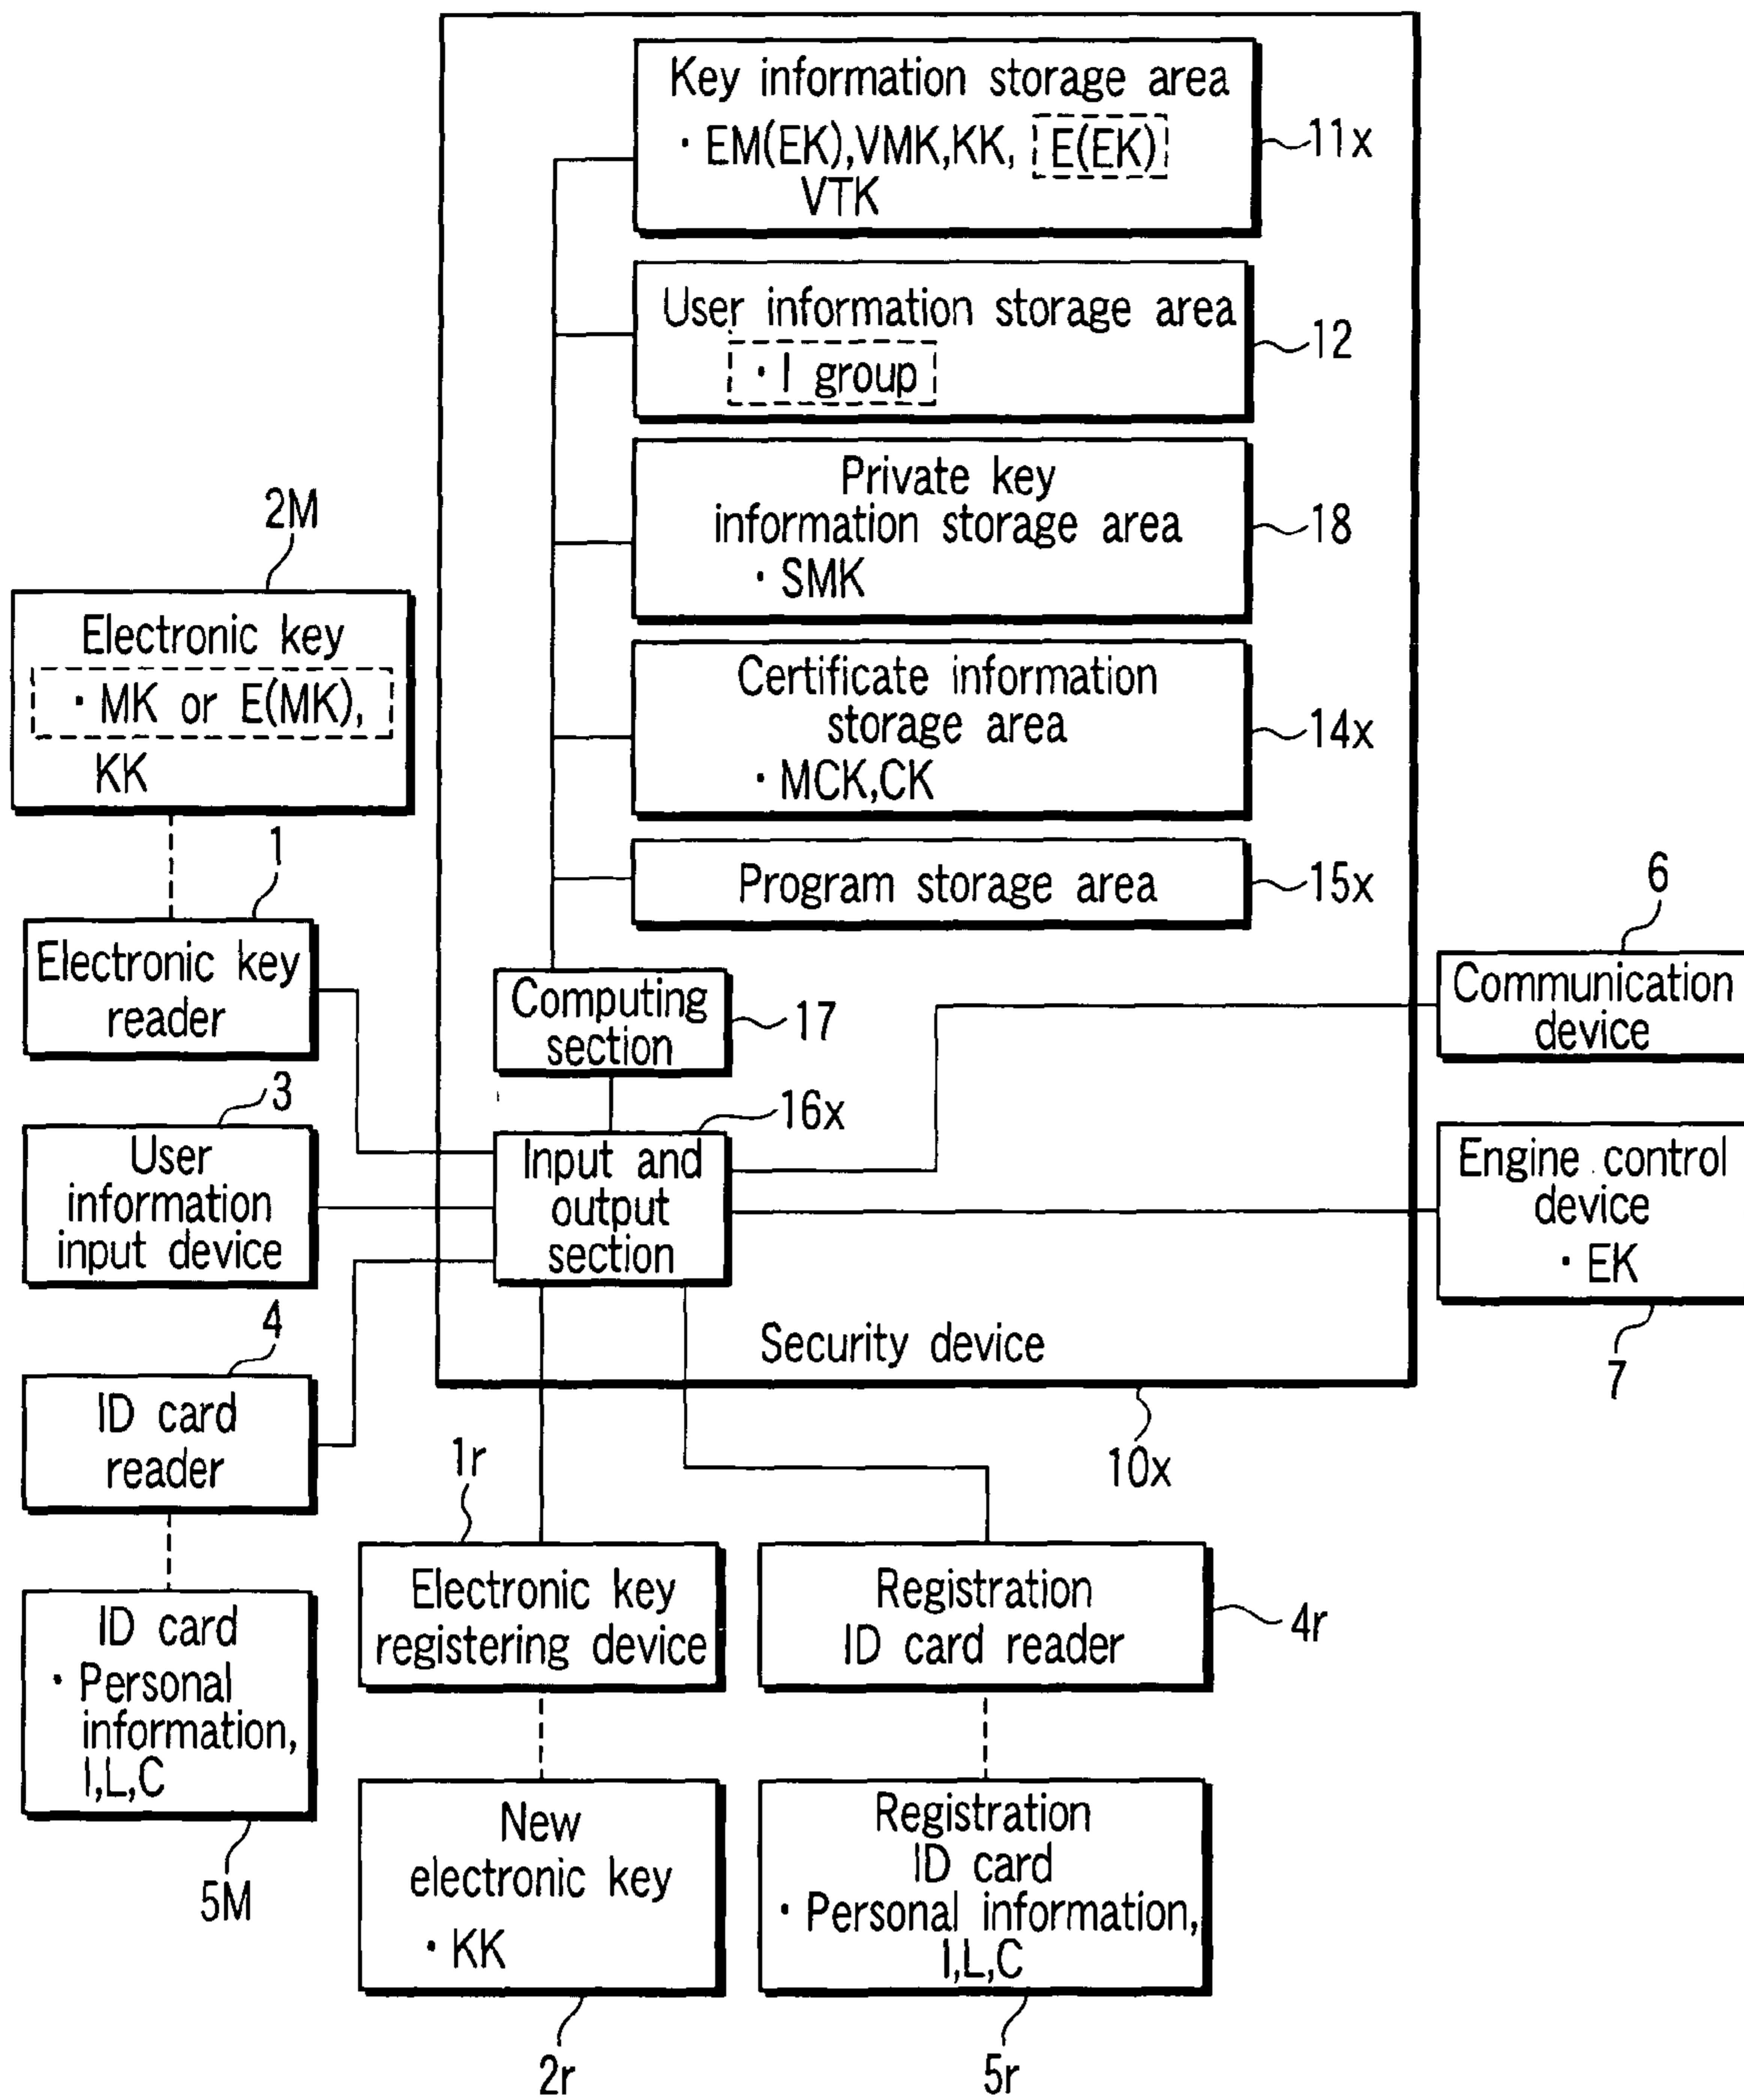 Key information storage area
· EM(EK),VMK,KK, E(EK)
VTK
11x
User information storage area
· I group
12
Private key
information storage area
· SMK
18
Certificate information
storage area
· MCK,CK
14x
Program storage area
15x
Computing
section
17
Input and
output
section
16x
Security device
10x
2M
Electronic key
· MK or E(MK),
KK
1
Electronic key
reader
3
User
information
input device
4
ID card
reader
ID card
· Personal
information,
I,L,C
5M
1r
Electronic key
registering device
New
electronic key
· KK
2r
Registration
ID card reader
4r
Registration
ID card
· Personal information,
I,L,C
5r
6
Communication
device
Engine control
device
· EK
7